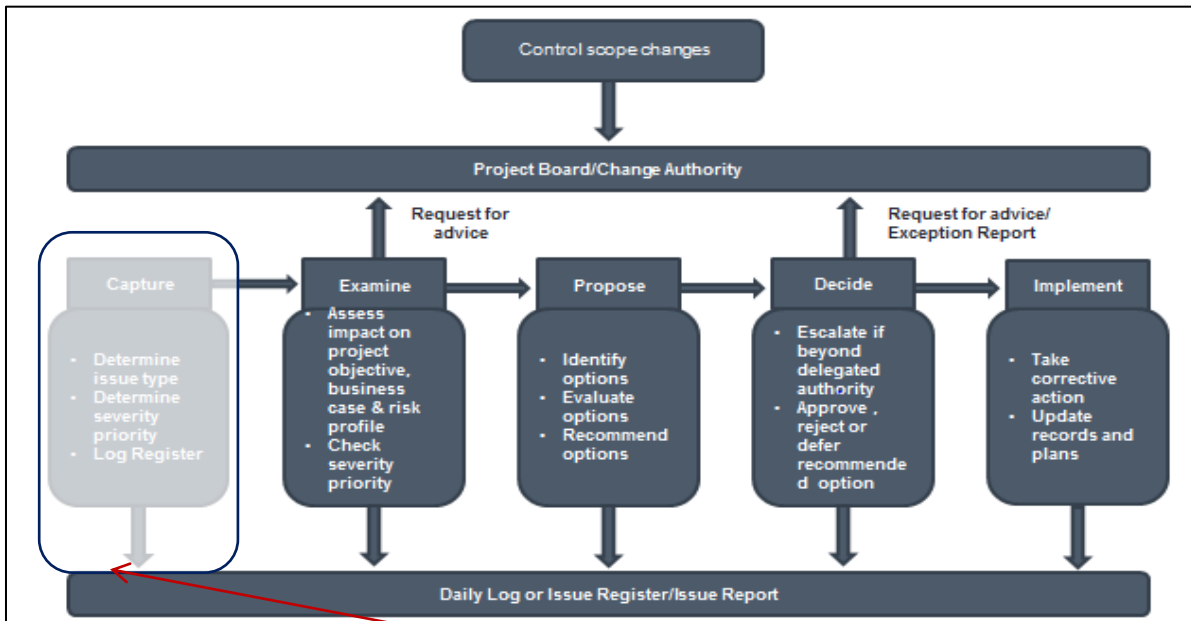 Control scope changes
Project Board/Change Authority
Request for
advice
Request for advice/
Exception Report
Capture
Examine
Propose
Decide
Implement
• Determine
issue type
• Determine
severity
priority
• Log Register
• Assess
impact on
project
objective,
business
case & risk
profile
• Check
severity
priority
• Identify
options
• Evaluate
options
• Recommend
options
• Escalate if
beyond
delegated
authority
• Approve ,
reject or
defer
recommende
d option
• Take
corrective
action
• Update
records and
plans
Daily Log or Issue Register/Issue Report